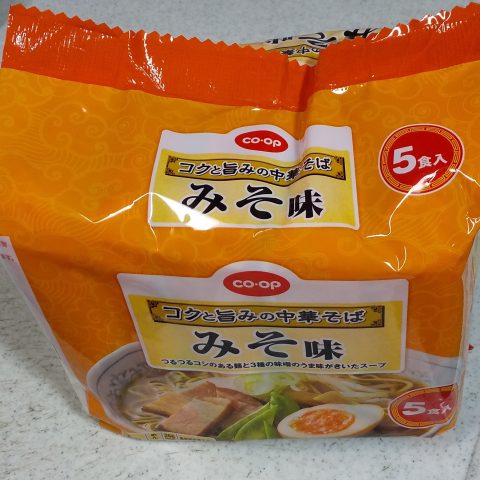 みそ味
CO·OP
コクと旨みの中華そば
みそ味
5食入
CO·OP
コクと旨みの中華そば
みそ味
つるつるコシのある麺と3種の味噌のうま味がきいたスープ
5食入